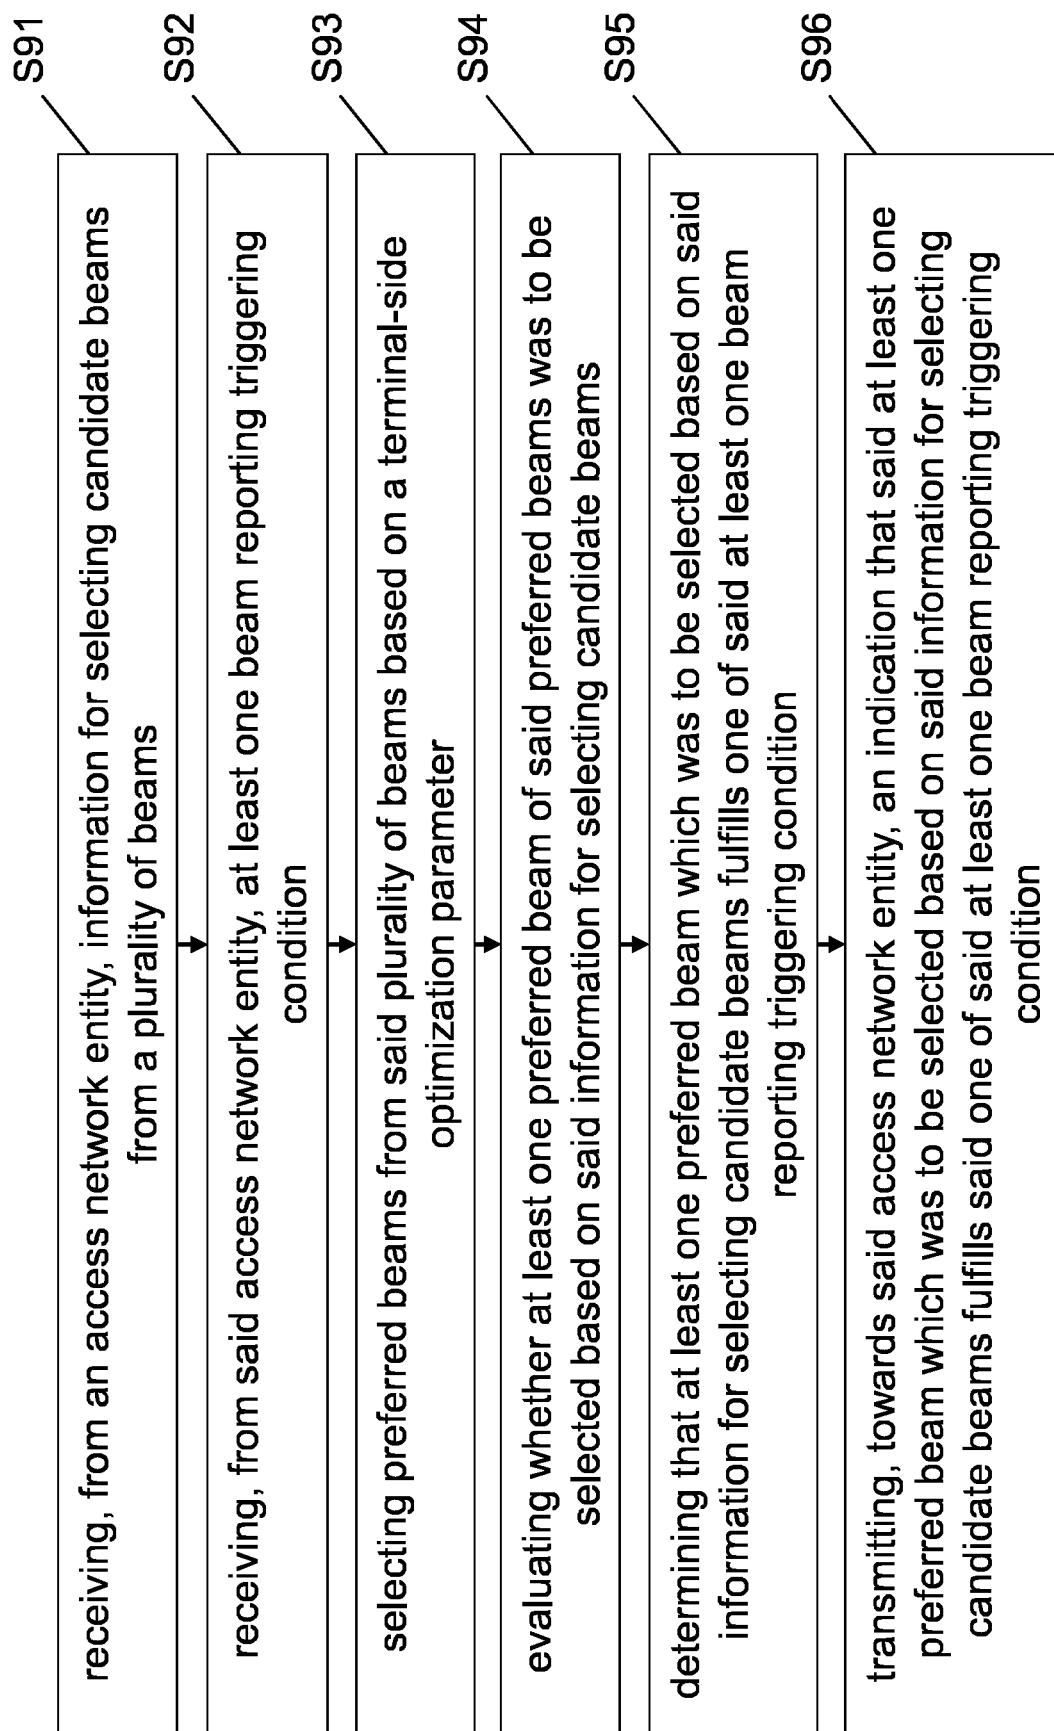 S91
receiving, from an access network entity, information for selecting candidate beams
from a plurality of beams
S92
receiving, from said access network entity, at least one beam reporting triggering
condition
S93
selecting preferred beams from said plurality of beams based on a terminal-side
optimization parameter
S94
evaluating whether at least one preferred beam of said preferred beams was to be
selected based on said information for selecting candidate beams
S95
determining that at least one preferred beam which was to be selected based on said
information for selecting candidate beams fulfills one of said at least one beam
reporting triggering condition
S96
transmitting, towards said access network entity, an indication that said at least one
preferred beam which was to be selected based on said information for selecting
candidate beams fulfills said one of said at least one beam reporting triggering
condition